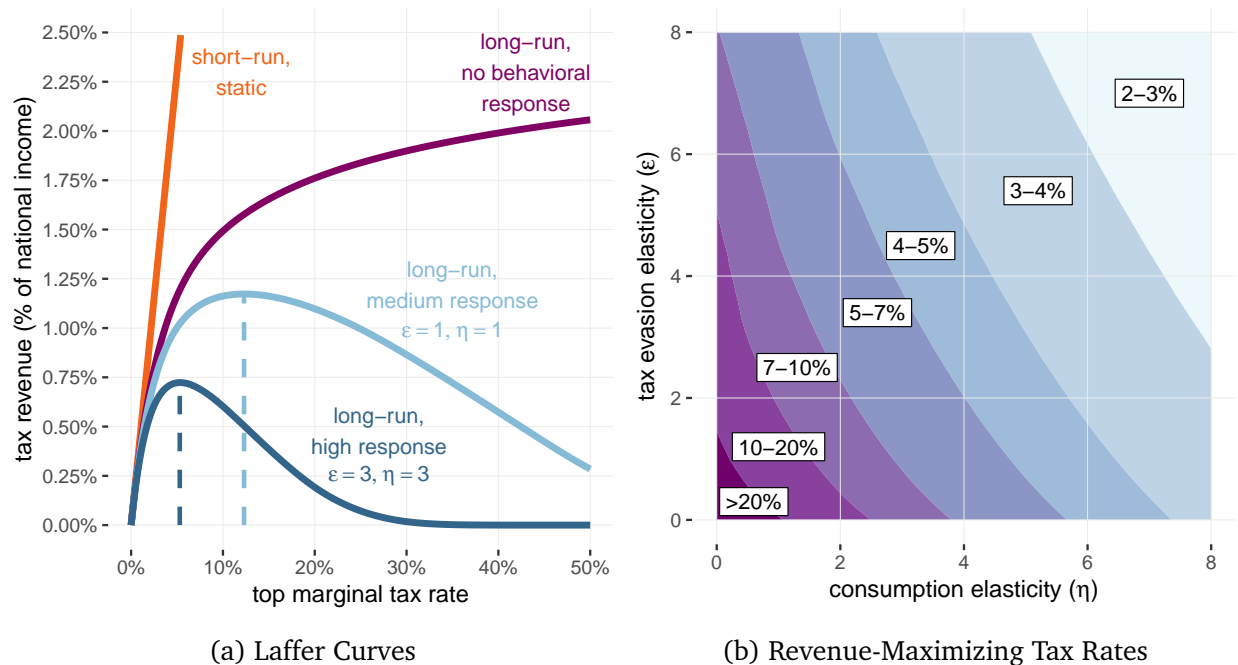 2.50%
2.25%
2.00%
1.75%
1.50%
1.25%
1.00%
0.75%
0.50%
0.25%
0.00%
tax revenue (% of national income)
short−run,
static
long−run,
no behavioral
response
long−run,
medium response
ε = 1, η = 1
long−run,
high response
ε = 3, η = 3
0% 10% 20% 30% 40% 50%
top marginal tax rate
(a) Laffer Curves
8
6
4
2
0
tax evasion elasticity (ε)
2−3%
3−4%
4−5%
5−7%
7−10%
10−20%
>20%
0 2 4 6 8
consumption elasticity (η)
(b) Revenue-Maximizing Tax Rates